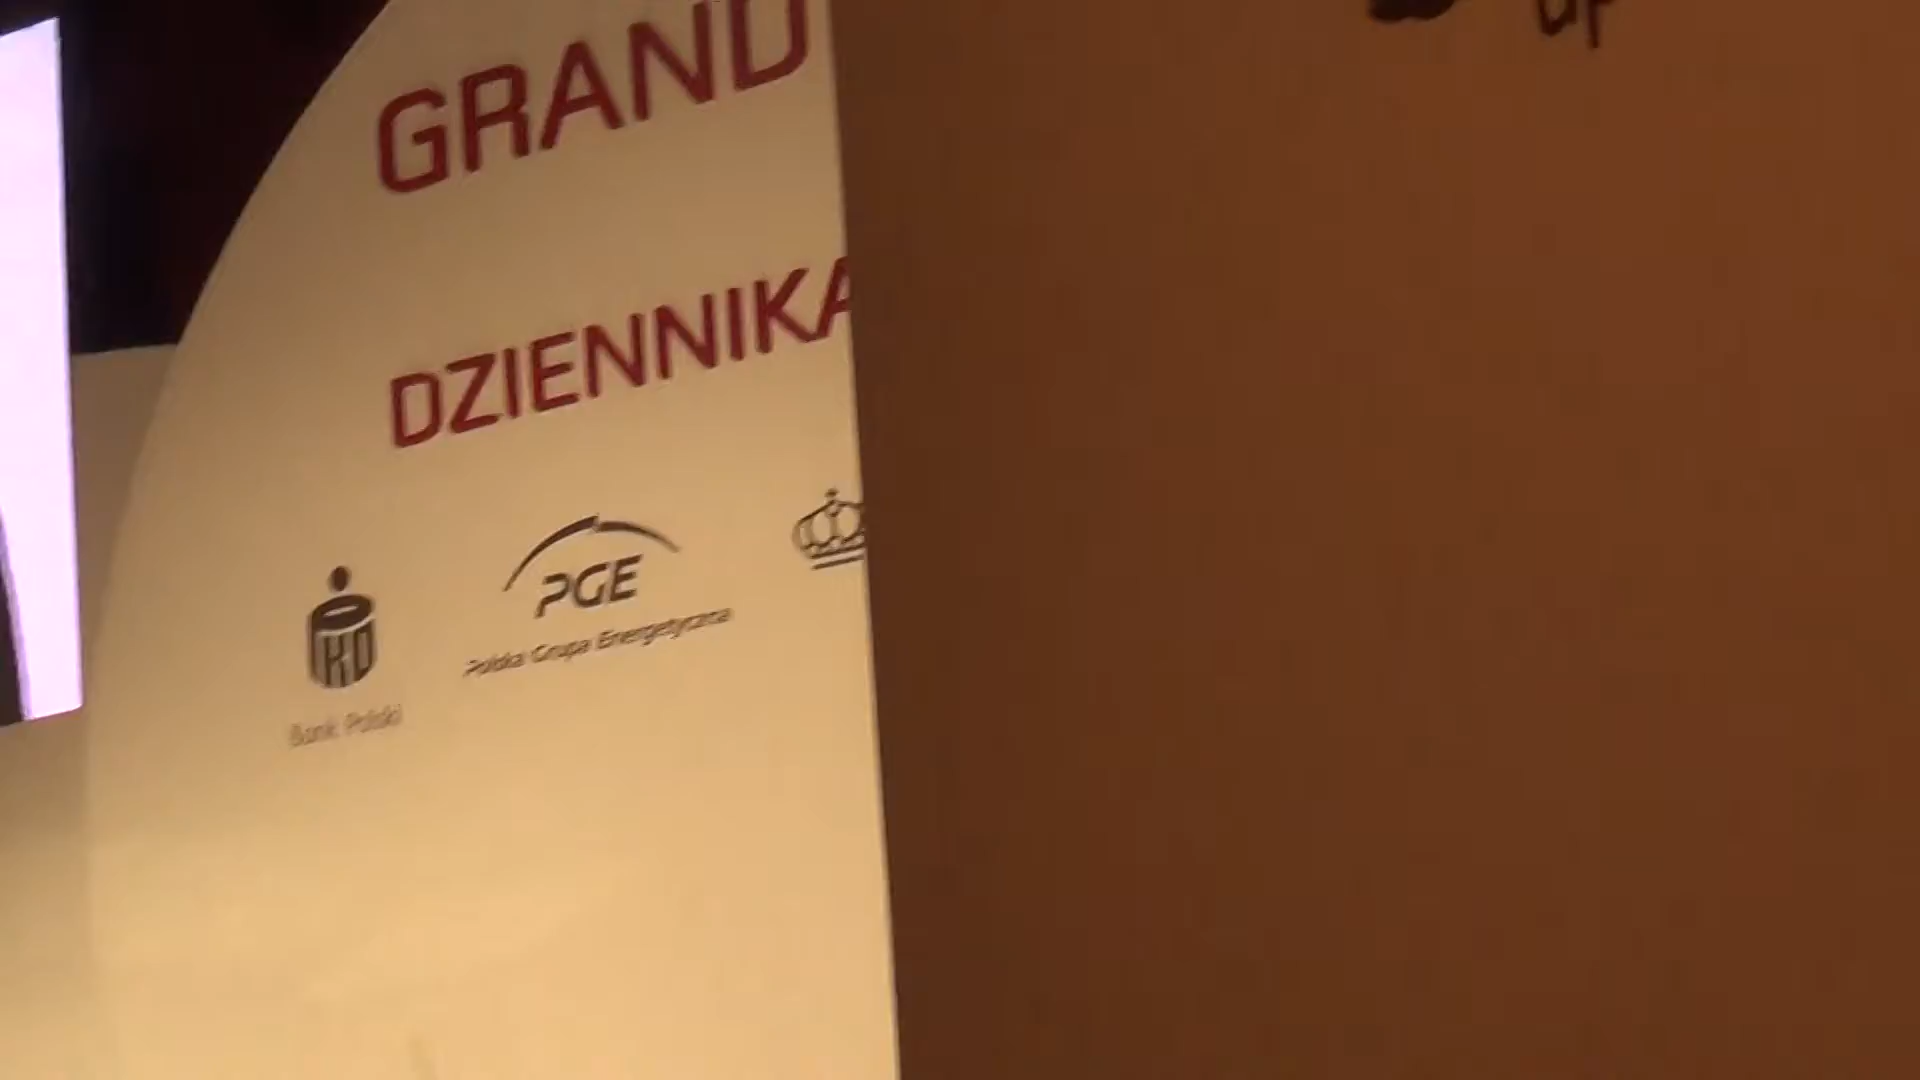 GRAND
DZIENNIKA
PGE
Polska Grupa Energetyczna
Bank Polski